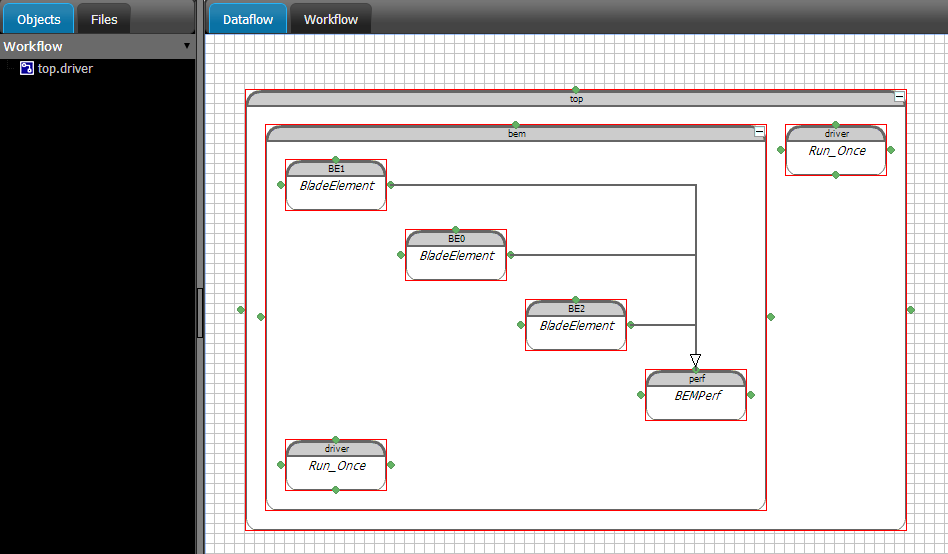 Objects Files
Workflow
top.driver
Dataflow Workflow
top
bem
driver
Run_Once
BE1
BladeElement
BE0
BladeElement
BE2
BladeElement
perf
BEMPerf
driver
Run_Once